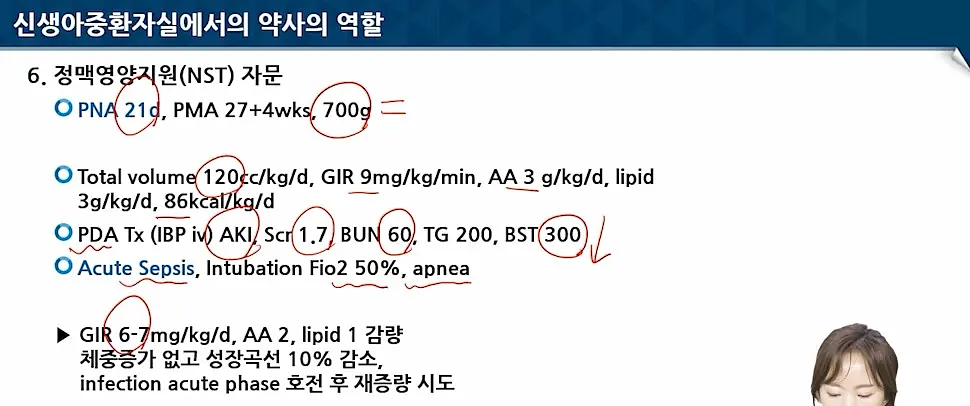 신생아중환자실에서의 약사의 역할
6. 정맥영양지원(NST) 자문
PNA 21d, PMA 27+4wks, 700g
Total volume 120cc/kg/d, GIR 9mg/kg/min, AA 3 g/kg/d, lipid
3g/kg/d, 86kcal/kg/d
PDA Tx (IBP iv) AKI, Scr 1.7, BUN 60, TG 200, BST 300
Acute Sepsis, Intubation Fio2 50%, apnea
▶ GIR 6-7mg/kg/d, AA 2, lipid 1 감량
체중증가 없고 성장곡선 10% 감소,
infection acute phase 호전 후 재증량 시도